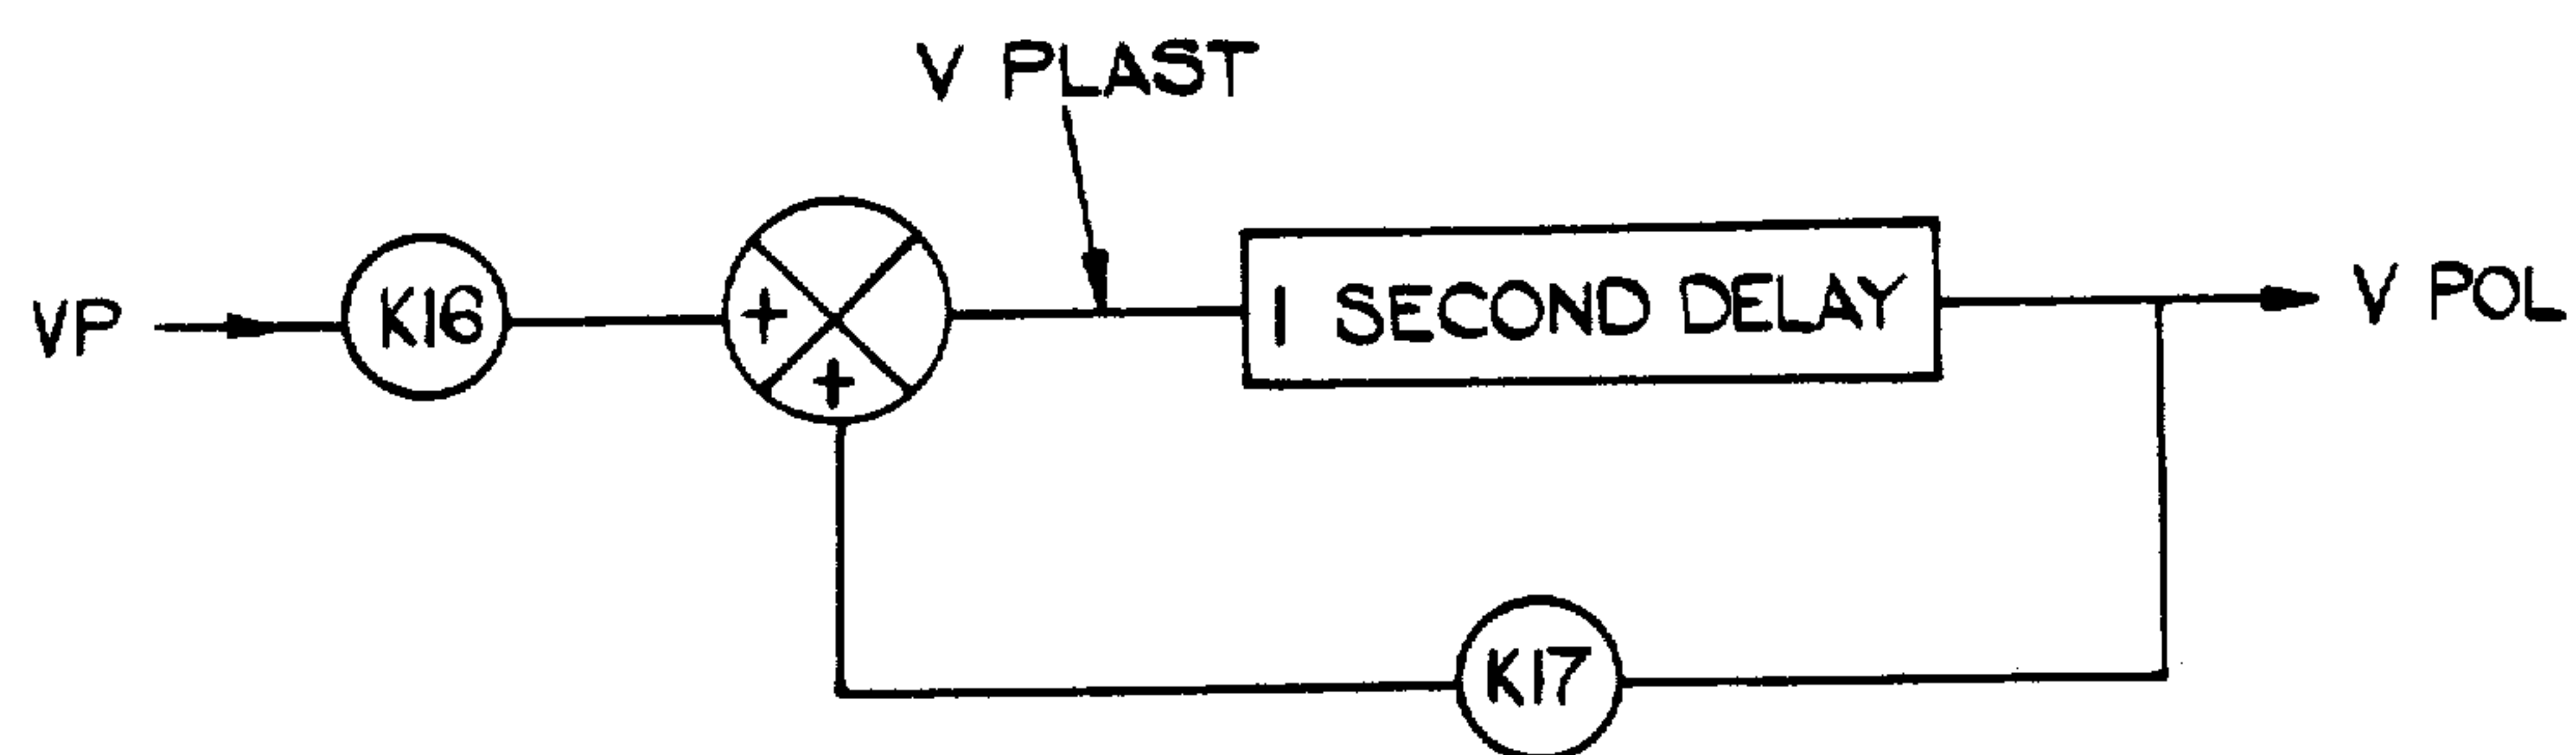 V PLAST
VP
K16
+
+
1 SECOND DELAY
V POL
K17